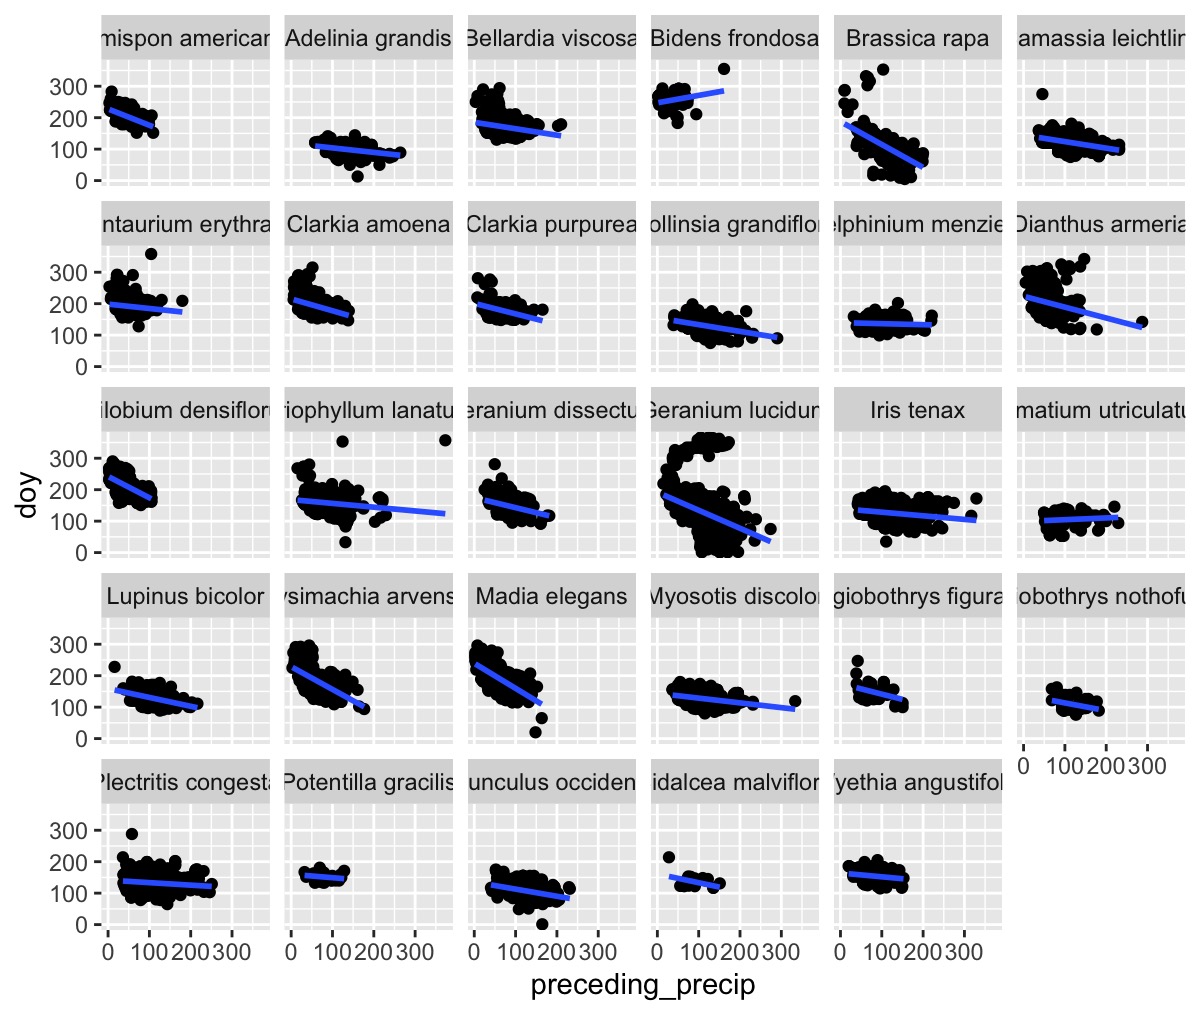 mispon american Adelinia grandis Bellardia viscosa Bidens frondosa Brassica rapa amassia leichtlin
300
200
100
0
ntaurium erythra Clarkia amoena Clarkia purpurea ollinsia grandiflor elphinium menzie Dianthus armeria
300
200
100
0
ilobium densifloru riophyllum lanatu eranium dissectu Geranium lucidum Iris tenax matium utriculatu
300
200
100
0
doy
Lupinus bicolor ysimachia arvens Madia elegans Myosotis discolor giobothrys figura obothrys nothofu
300
200
100
0
0 100 200 300
Plectritis congesta Potentilla gracilis unculus occiden idalcea malviflor yethia angustifol
300
200
100
0
0 100 200 300 0 100 200 300 0 100 200 300 0 100 200 300 0 100 200 300
preceding_precip